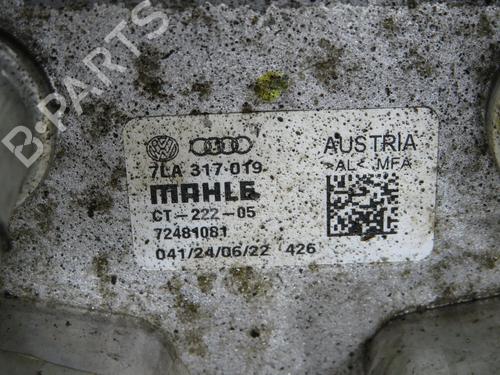 7LA 317 019
MAHLE
CT-222-05
72481081
041/24/06/22 426
AUSTRIA
>AL< MFA
B-PARTS